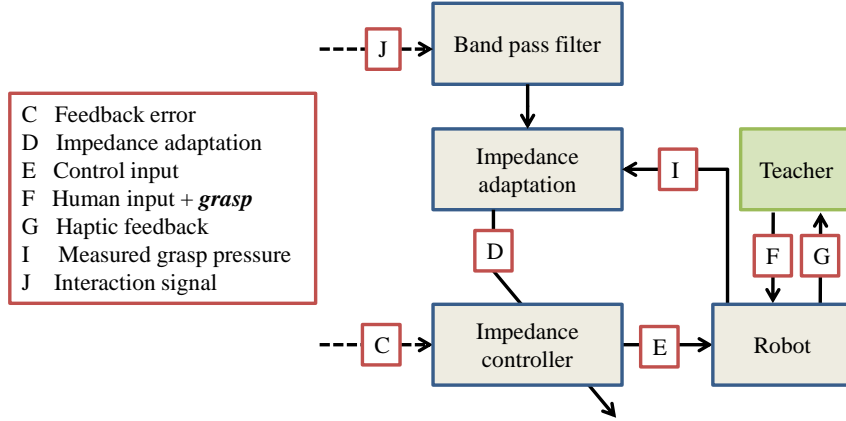 J
Band pass filter
C Feedback error
D Impedance adaptation
E Control input
F Human input + grasp
G Haptic feedback
I Measured grasp pressure
J Interaction signal
Impedance
adaptation
I
Teacher
D
F
G
C
Impedance
controller
E
Robot